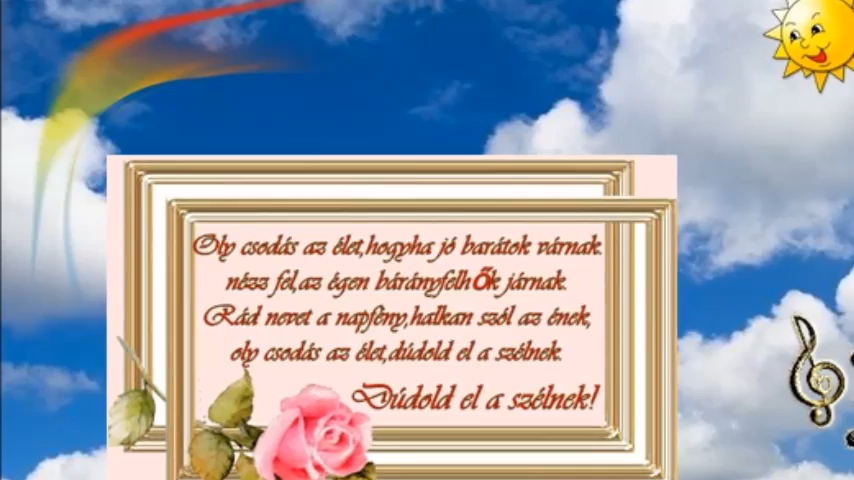 Oly csodás az élet,hogyha jó barátok várnak.
nézz fel,az égen bárányfelhők járnak.
Rád nevet a napfény,halkan szól az ének,
oly csodás az élet,dúdold el a szélnek.
Dúdold el a szélnek!